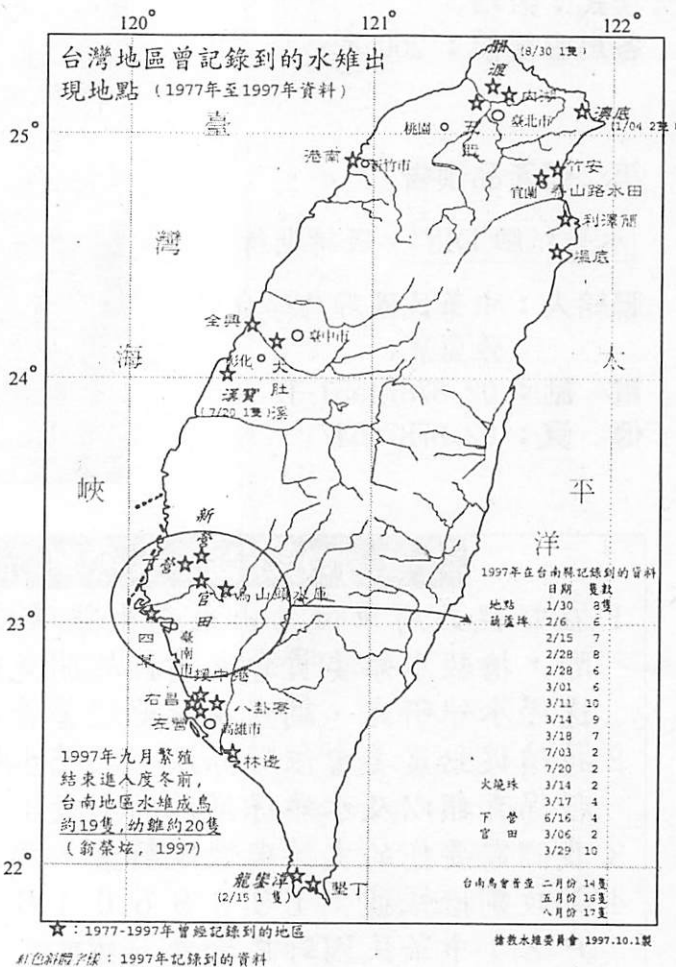 120°
121°
122°
台灣地區曾記錄到的水雉出
現地點（1977年至1997年資料）
(8/30 1隻)
渡
臺
25°
桃園
臺北市
(1/04 2隻)
港南
新竹市
竹安
宜蘭
利澤簡
灣
全興
臺中市
海
彰化
大
太
24°
漢寶
(7/20 1隻)
溪
峽
平
新
營
洋
下營
官
田
烏山頭水庫
1997年在台南縣記錄到的資料
日期 隻數
地點 1/30 8隻
葫蘆埤 2/6 6
2/15 7
2/28 8
2/28 6
3/01 6
3/11 10
3/14 9
3/18 7
7/03 2
7/20 2
火燒珠 3/14 2
3/17 4
下營 6/16 4
官田 3/06 2
3/29 10
23°
四
草
臺
南
市
右昌
八卦寮
左營
高雄市
林邊
1997年九月繁殖
結束進入度冬前,
台南地區水雉成鳥
約19隻,幼雛約20隻
(翁榮炫, 1997)
22°
龍鑾潭
(2/15 1隻)
墾丁
台南鳥會普查 二月份 14隻
五月份 16隻
八月份 17隻
☆：1977-1997年曾經記錄到的地區
搶救水雉委員會 1997.10.1製
紅色斜體字樣：1997年記錄到的資料